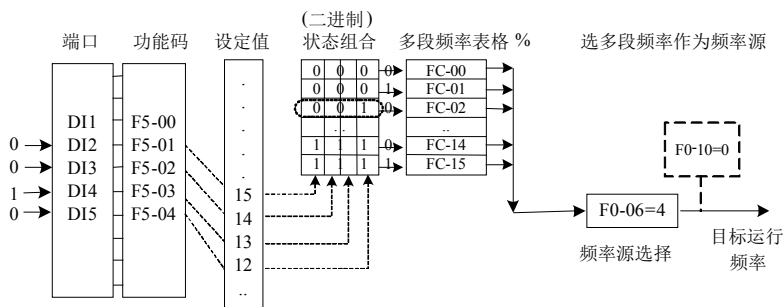 (二进制)
端口 功能码 设定值 状态组合 多段频率表格 % 选多段频率作为频率源
0 0 0 0 FC-00
0 0 0 1 FC-01
0 0 1 0 FC-02
... ..
1 1 1 0 FC-14
1 1 1 1 FC-15
DI1 F5-00
0 DI2 F5-01
0 DI3 F5-02
1 DI4 F5-03
0 DI5 F5-04
.
.
.
.
.
15
14
13
12
..
F0-10=0
F0-06=4
频率源选择
目标运行
频率